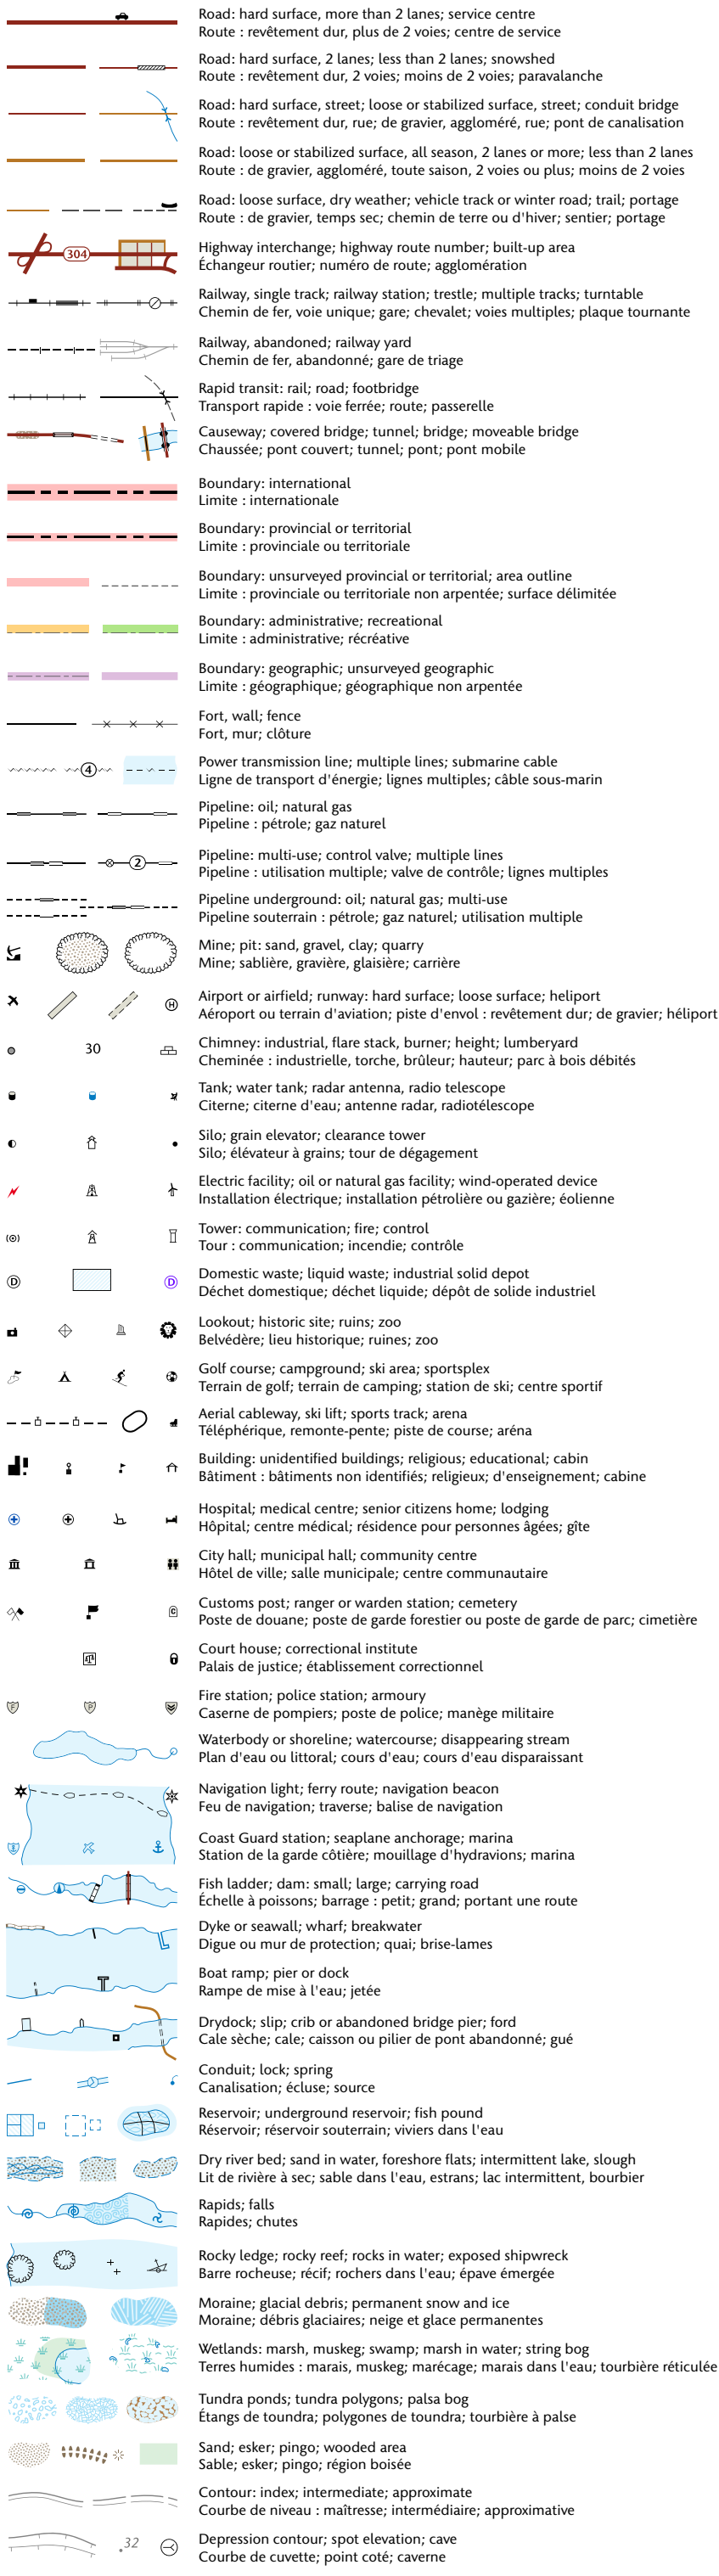 Road: hard surface, more than 2 lanes; service centre
Route : revêtement dur, plus de 2 voies; centre de service
Road: hard surface, 2 lanes; less than 2 lanes; snowshed
Route : revêtement dur, 2 voies; moins de 2 voies; paravalanche
Road: hard surface, street; loose or stabilized surface, street; conduit bridge
Route : revêtement dur, rue; de gravier, aggloméré, rue; pont de canalisation
Road: loose or stabilized surface, all season, 2 lanes or more; less than 2 lanes
Route : de gravier, aggloméré, toute saison, 2 voies ou plus; moins de 2 voies
Road: loose surface, dry weather; vehicle track or winter road; trail; portage
Route : de gravier, temps sec; chemin de terre ou d'hiver; sentier; portage
304
Highway interchange; highway route number; built-up area
Échangeur routier; numéro de route; agglomération
Railway, single track; railway station; trestle; multiple tracks; turntable
Chemin de fer, voie unique; gare; chevalet; voies multiples; plaque tournante
Railway, abandoned; railway yard
Chemin de fer, abandonné; gare de triage
Rapid transit: rail; road; footbridge
Transport rapide : voie ferrée; route; passerelle
Causeway; covered bridge; tunnel; bridge; moveable bridge
Chaussée; pont couvert; tunnel; pont; pont mobile
Boundary: international
Limite : internationale
Boundary: provincial or territorial
Limite : provinciale ou territoriale
Boundary: unsurveyed provincial or territorial; area outline
Limite : provinciale ou territoriale non arpentée; surface délimitée
Boundary: administrative; recreational
Limite : administrative; récréative
Boundary: geographic; unsurveyed geographic
Limite : géographique; géographique non arpentée
Fort, wall; fence
Fort, mur; clôture
4
Power transmission line; multiple lines; submarine cable
Ligne de transport d'énergie; lignes multiples; câble sous-marin
Pipeline: oil; natural gas
Pipeline : pétrole; gaz naturel
2
Pipeline: multi-use; control valve; multiple lines
Pipeline : utilisation multiple; valve de contrôle; lignes multiples
Pipeline underground: oil; natural gas; multi-use
Pipeline souterrain : pétrole; gaz naturel; utilisation multiple
Mine; pit: sand, gravel, clay; quarry
Mine; sablière, gravière, glaisière; carrière
H
Airport or airfield; runway: hard surface; loose surface; heliport
Aéroport ou terrain d'aviation; piste d'envol : revêtement dur; de gravier; héliport
30
Chimney: industrial, flare stack, burner; height; lumberyard
Cheminée : industrielle, torche, brûleur; hauteur; parc à bois débités
Tank; water tank; radar antenna, radio telescope
Citerne; citerne d'eau; antenne radar, radiotélescope
Silo; grain elevator; clearance tower
Silo; élévateur à grains; tour de dégagement
Electric facility; oil or natural gas facility; wind-operated device
Installation électrique; installation pétrolière ou gazière; éolienne
Tower: communication; fire; control
Tour : communication; incendie; contrôle
D D
Domestic waste; liquid waste; industrial solid depot
Déchet domestique; déchet liquide; dépôt de solide industriel
Lookout; historic site; ruins; zoo
Belvédère; lieu historique; ruines; zoo
Golf course; campground; ski area; sportsplex
Terrain de golf; terrain de camping; station de ski; centre sportif
Aerial cableway, ski lift; sports track; arena
Téléphérique, remonte-pente; piste de course; aréna
Building: unidentified buildings; religious; educational; cabin
Bâtiment : bâtiments non identifiés; religieux; d'enseignement; cabine
Hospital; medical centre; senior citizens home; lodging
Hôpital; centre médical; résidence pour personnes âgées; gîte
City hall; municipal hall; community centre
Hôtel de ville; salle municipale; centre communautaire
C
Customs post; ranger or warden station; cemetery
Poste de douane; poste de garde forestier ou poste de garde de parc; cimetière
Court house; correctional institute
Palais de justice; établissement correctionnel
F P
Fire station; police station; armoury
Caserne de pompiers; poste de police; manège militaire
Waterbody or shoreline; watercourse; disappearing stream
Plan d'eau ou littoral; cours d'eau; cours d'eau disparaissant
Navigation light; ferry route; navigation beacon
Feu de navigation; traverse; balise de navigation
Coast Guard station; seaplane anchorage; marina
Station de la garde côtière; mouillage d'hydravions; marina
Fish ladder; dam: small; large; carrying road
Échelle à poissons; barrage : petit; grand; portant une route
Dyke or seawall; wharf; breakwater
Digue ou mur de protection; quai; brise-lames
Boat ramp; pier or dock
Rampe de mise à l'eau; jetée
Drydock; slip; crib or abandoned bridge pier; ford
Cale sèche; cale; caisson ou pilier de pont abandonné; gué
Conduit; lock; spring
Canalisation; écluse; source
Reservoir; underground reservoir; fish pound
Réservoir; réservoir souterrain; viviers dans l'eau
Dry river bed; sand in water, foreshore flats; intermittent lake, slough
Lit de rivière à sec; sable dans l'eau, estrans; lac intermittent, bourbier
Rapids; falls
Rapides; chutes
Rocky ledge; rocky reef; rocks in water; exposed shipwreck
Barre rocheuse; récif; rochers dans l'eau; épave émergée
Moraine; glacial debris; permanent snow and ice
Moraine; débris glaciaires; neige et glace permanentes
Wetlands: marsh, muskeg; swamp; marsh in water; string bog
Terres humides : marais, muskeg; marécage; marais dans l'eau; tourbière réticulée
Tundra ponds; tundra polygons; palsa bog
Étangs de toundra; polygones de toundra; tourbière à palse
Sand; esker; pingo; wooded area
Sable; esker; pingo; région boisée
Contour: index; intermediate; approximate
Courbe de niveau : maîtresse; intermédiaire; approximative
.32
Depression contour; spot elevation; cave
Courbe de cuvette; point coté; caverne